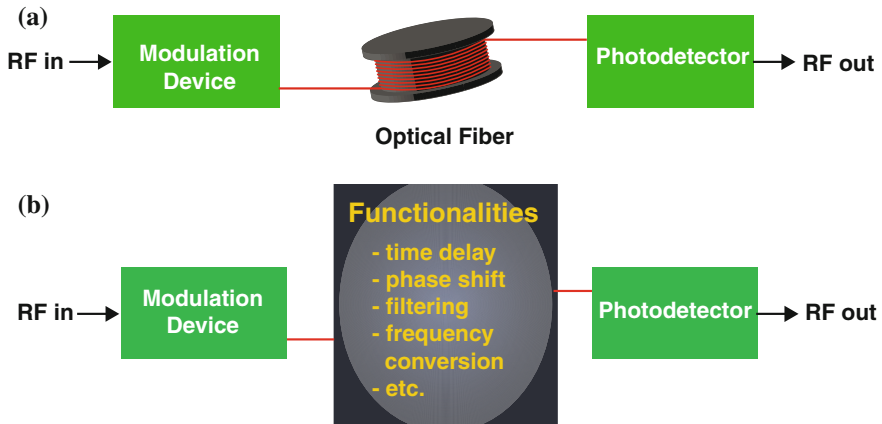 (a)
RF in
Modulation
Device
Optical Fiber
Photodetector
RF out
(b)
RF in
Modulation
Device
Functionalities
- time delay
- phase shift
- filtering
- frequency
conversion
- etc.
Photodetector
RF out